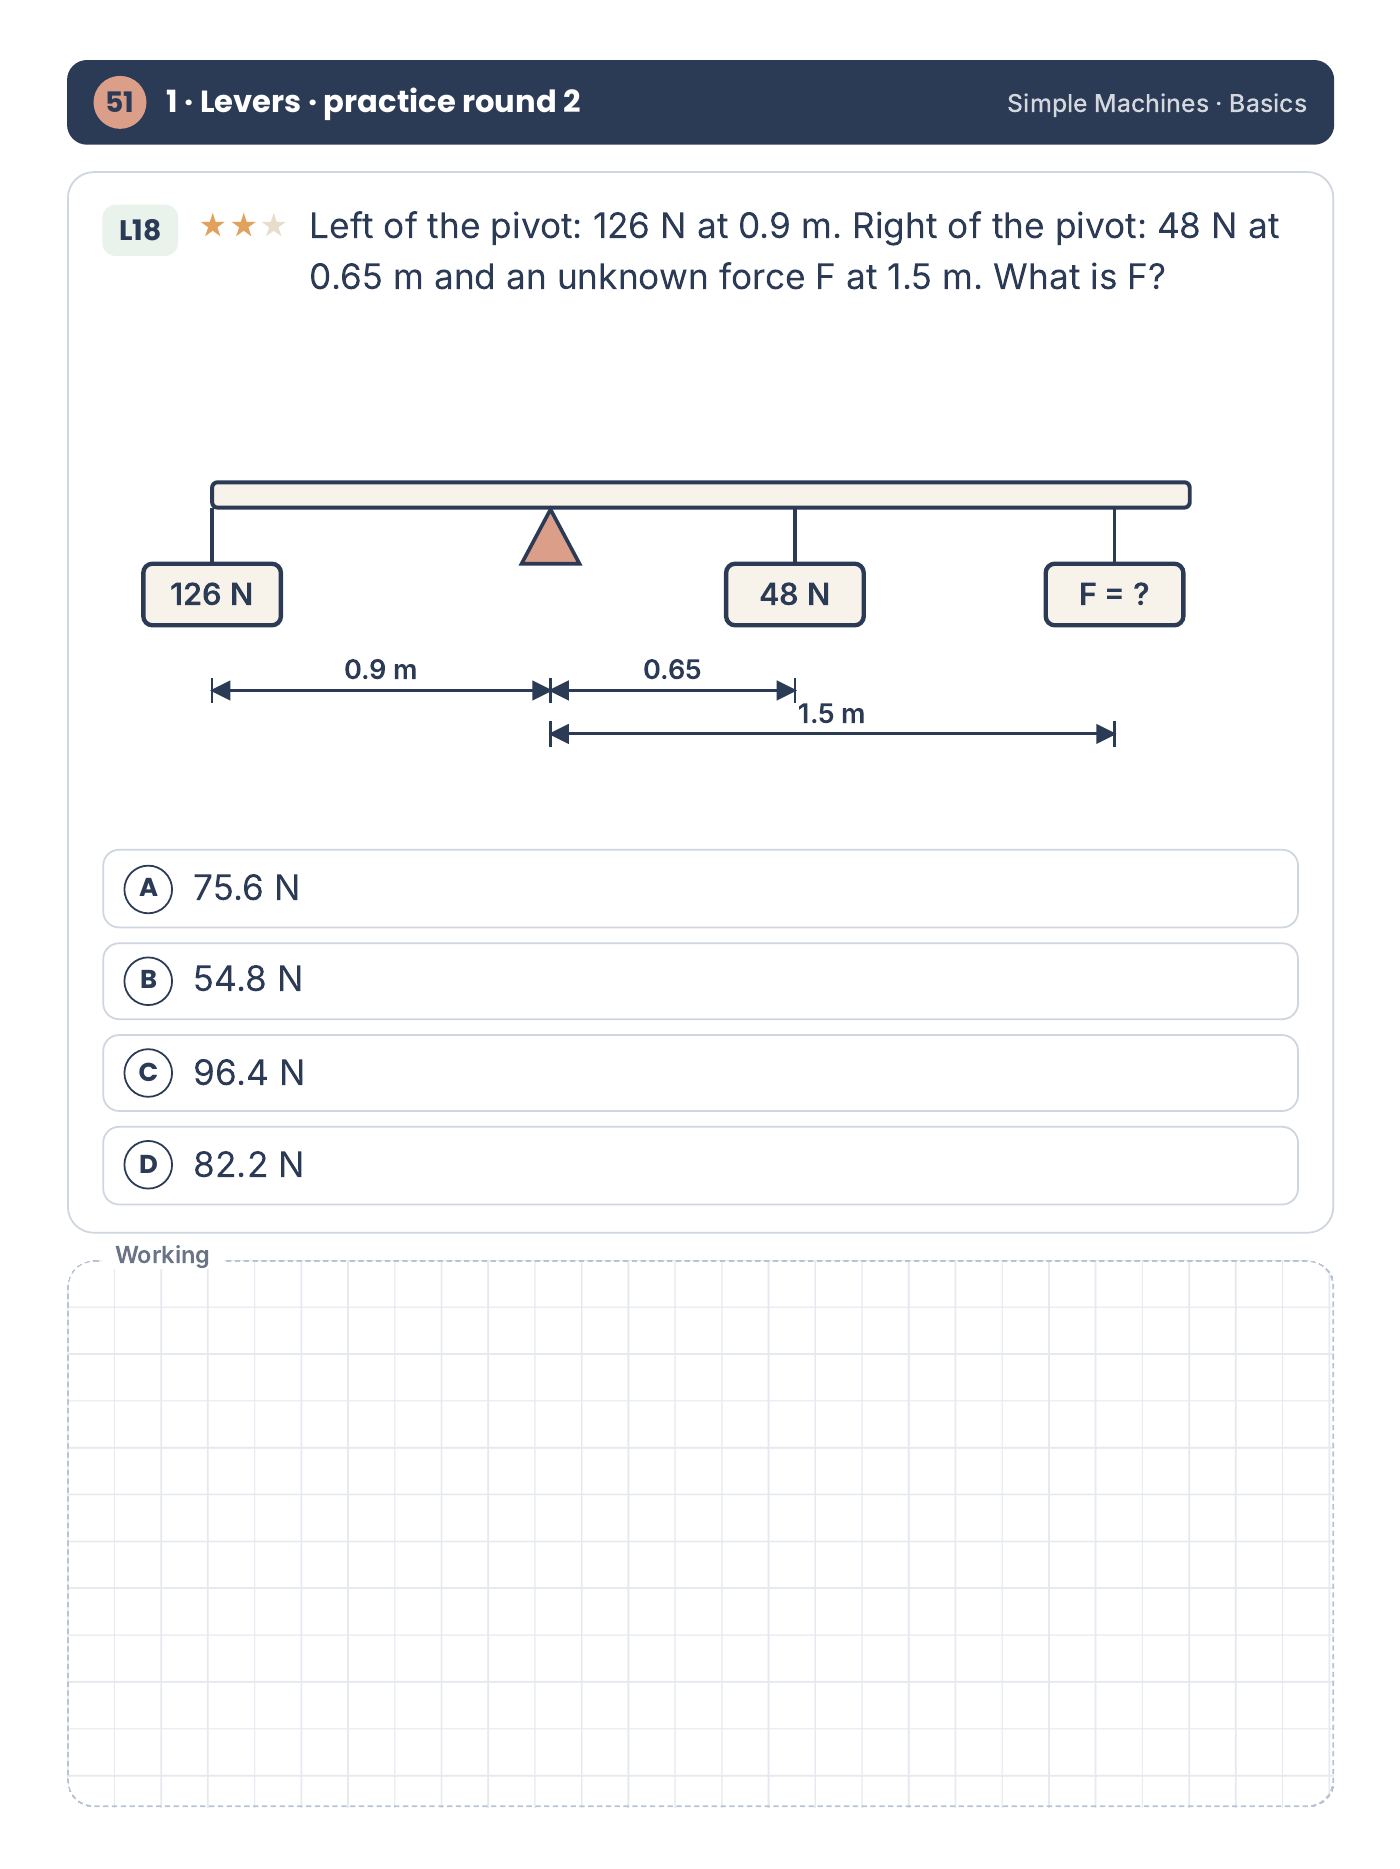 51 1 · Levers · practice round 2 Simple Machines · Basics
L18 ★★★ Left of the pivot: 126 N at 0.9 m. Right of the pivot: 48 N at
0.65 m and an unknown force F at 1.5 m. What is F?
126 N 48 N F = ?
0.9 m 0.65
1.5 m
A 75.6 N
B 54.8 N
C 96.4 N
D 82.2 N
Working